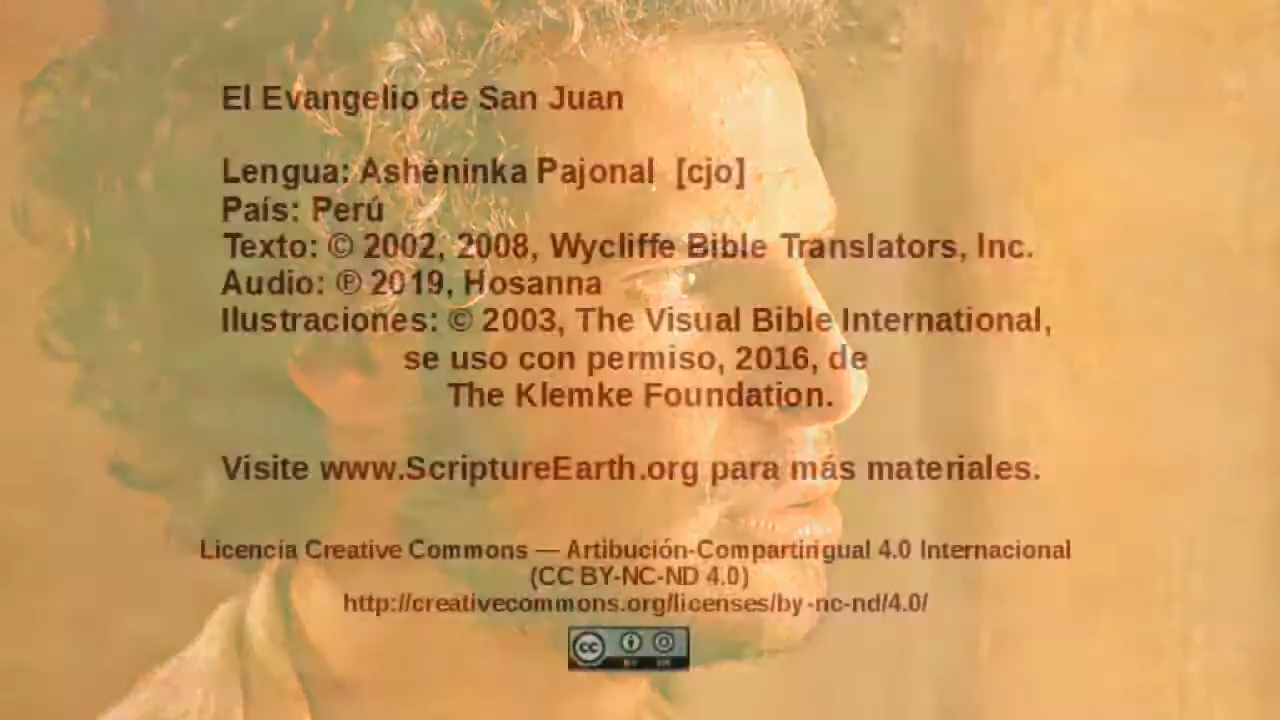 El Evangelio de San Juan
Lengua: Ashéninka Pajonal [cjo]
País: Perú
Texto: © 2002, 2008, Wycliffe Bible Translators, Inc.
Audio: ℗ 2019, Hosanna
Ilustraciones: © 2003, The Visual Bible International,
se uso con permiso, 2016, de
The Klemke Foundation.
Visite www.ScriptureEarth.org para más materiales.
Licencia Creative Commons — Artibución-Compartirigual 4.0 Internacional
(CC BY-NC-ND 4.0)
http://creativecommons.org/licenses/by-nc-nd/4.0/
cc